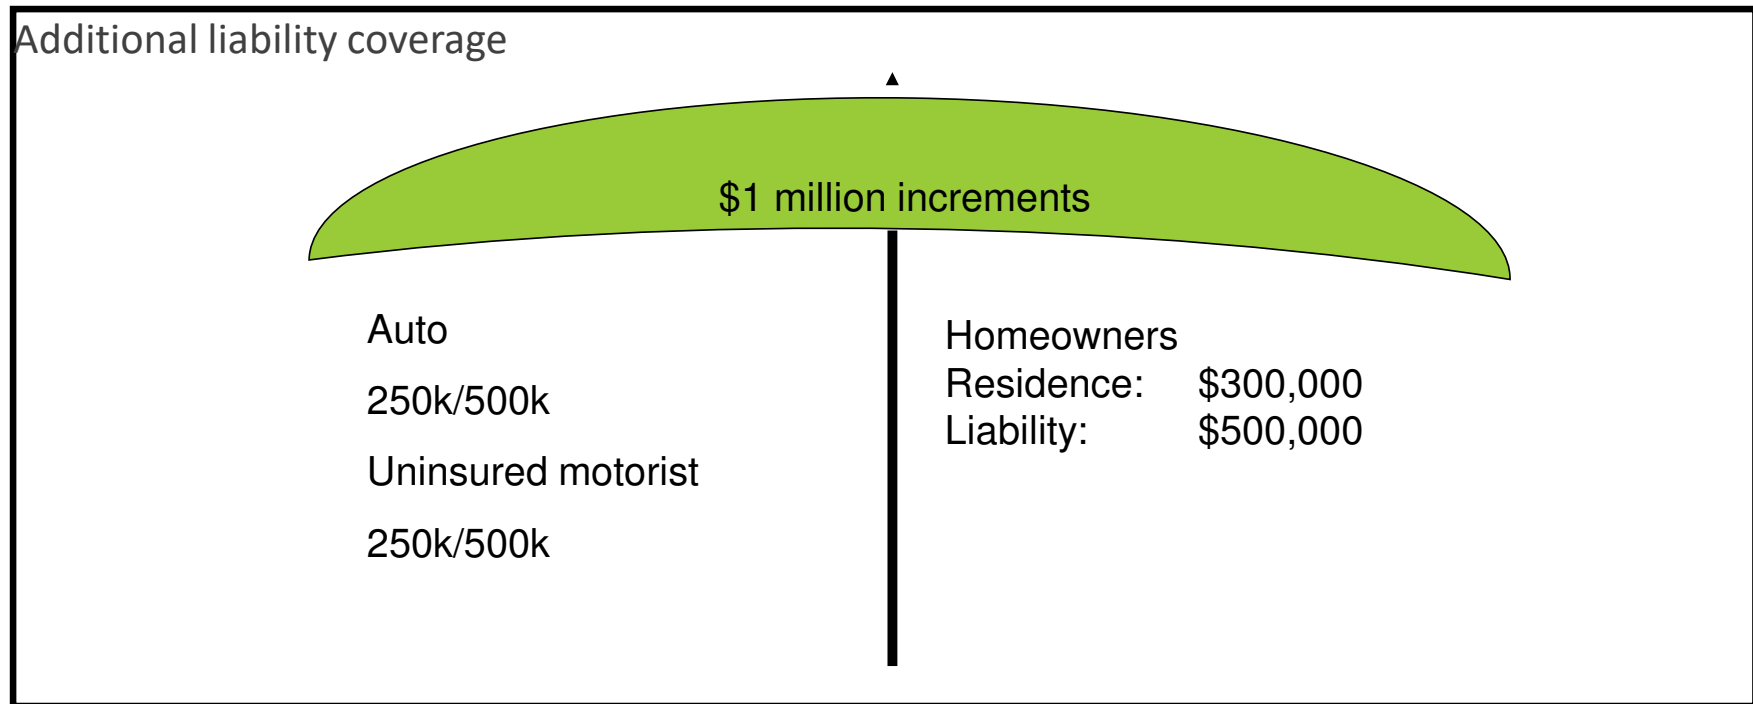 Additional liability coverage
$1 million increments
Auto
250k/500k
Uninsured motorist
250k/500k
Homeowners
Residence: $300,000
Liability: $500,000